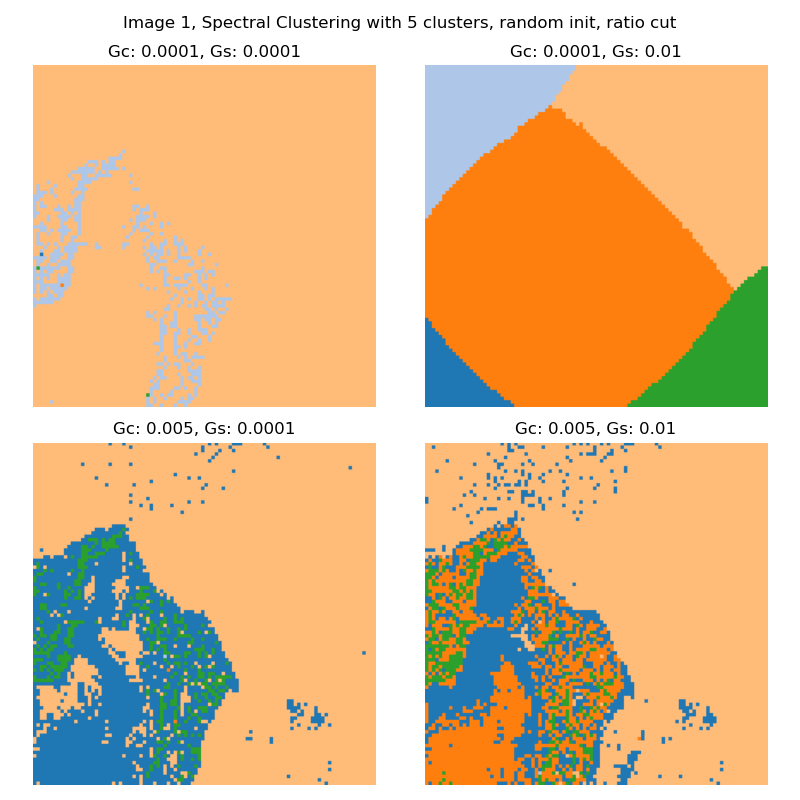 Image 1, Spectral Clustering with 5 clusters, random init, ratio cut
Gc: 0.0001, Gs: 0.0001
Gc: 0.0001, Gs: 0.01
Gc: 0.005, Gs: 0.0001
Gc: 0.005, Gs: 0.01